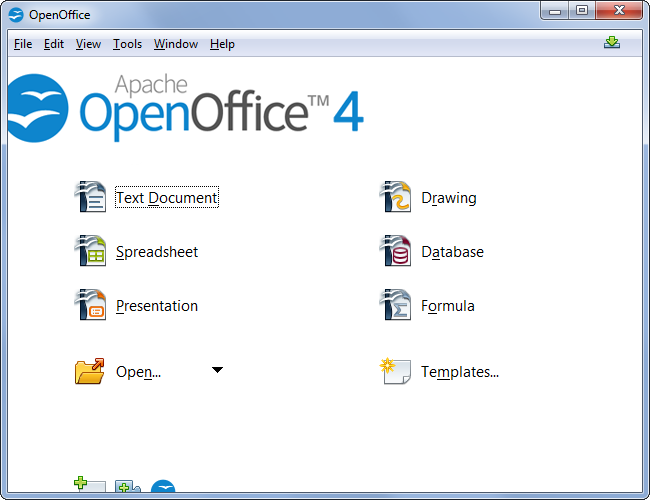 OpenOffice
File Edit View Tools Window Help
Apache
OpenOffice™ 4
Text Document
Drawing
Spreadsheet
Database
Presentation
Formula
Open...
Templates...